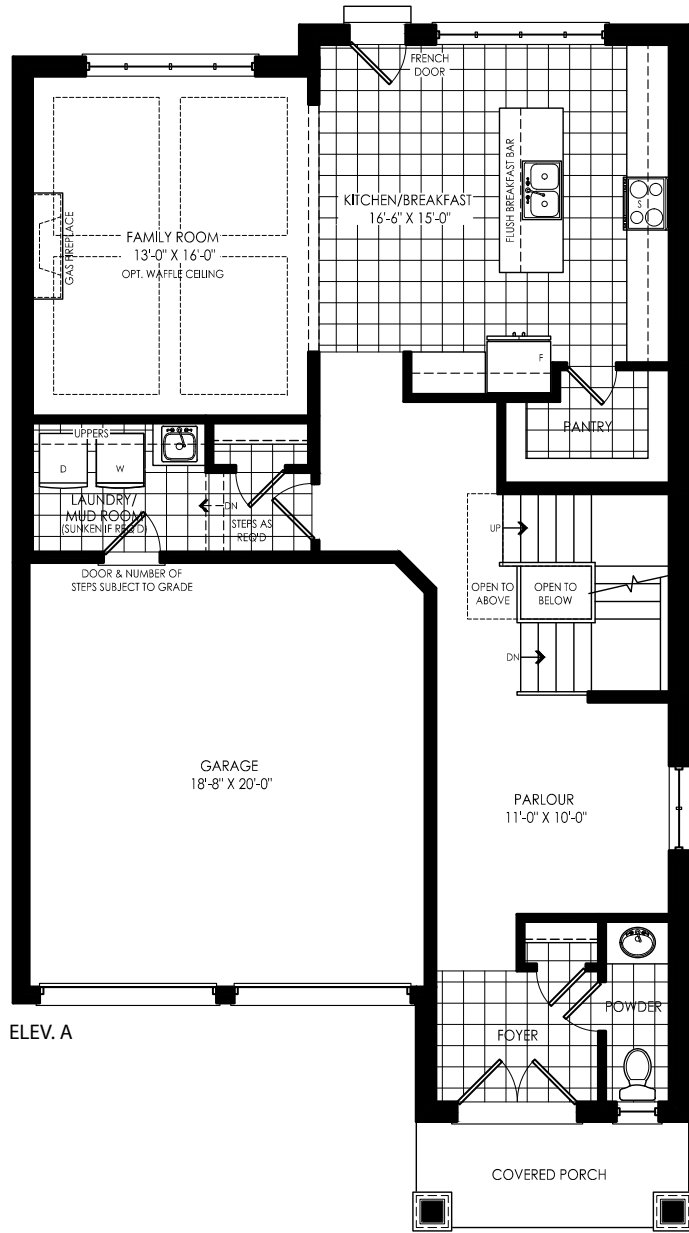 FRENCH
DOOR
KITCHEN/BREAKFAST
16'-6" X 15'-0"
FLUSH BREAKFAST BAR
S
GAS FIREPLACE
FAMILY ROOM
13'-0" X 16'-0"
OPT. WAFFLE CEILING
F
PANTRY
UPPERS
D
W
LAUNDRY/
MUD ROOM
(SUNKEN IF REQ'D)
DN
STEPS AS
REQ'D
DOOR & NUMBER OF
STEPS SUBJECT TO GRADE
UP
OPEN TO
ABOVE
OPEN TO
BELOW
DN
GARAGE
18'-8" X 20'-0"
PARLOUR
11'-0" X 10'-0"
POWDER
FOYER
ELEV. A
COVERED PORCH